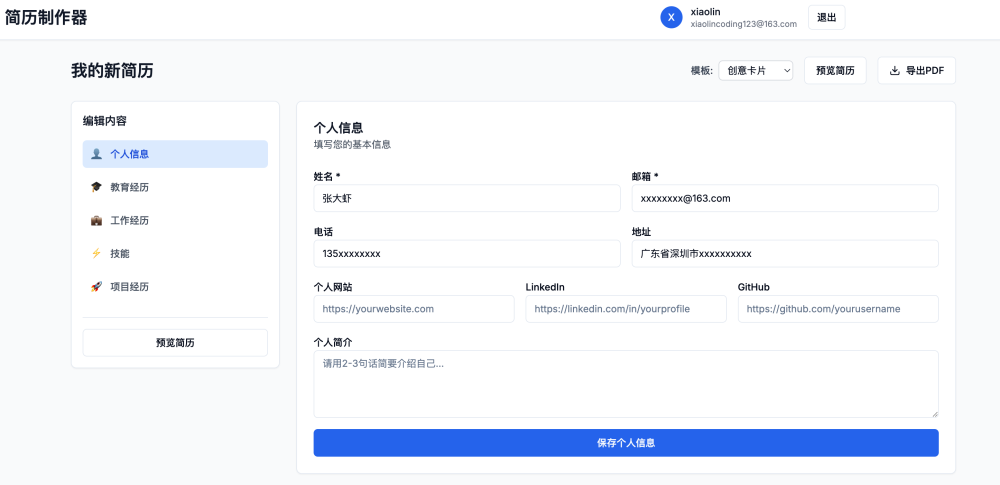 简历制作器
X
xiaolin
xiaolincoding123@163.com
退出
我的新简历
模板:
创意卡片
预览简历
导出PDF
编辑内容
个人信息
教育经历
工作经历
技能
项目经历
预览简历
个人信息
填写您的基本信息
姓名 *
邮箱 *
张大虾
xxxxxxxx@163.com
电话
地址
135xxxxxxxx
广东省深圳市xxxxxxxxxx
个人网站
LinkedIn
GitHub
https://yourwebsite.com
https://linkedin.com/in/yourprofile
https://github.com/yourusername
个人简介
请用2-3句话简要介绍自己...
保存个人信息